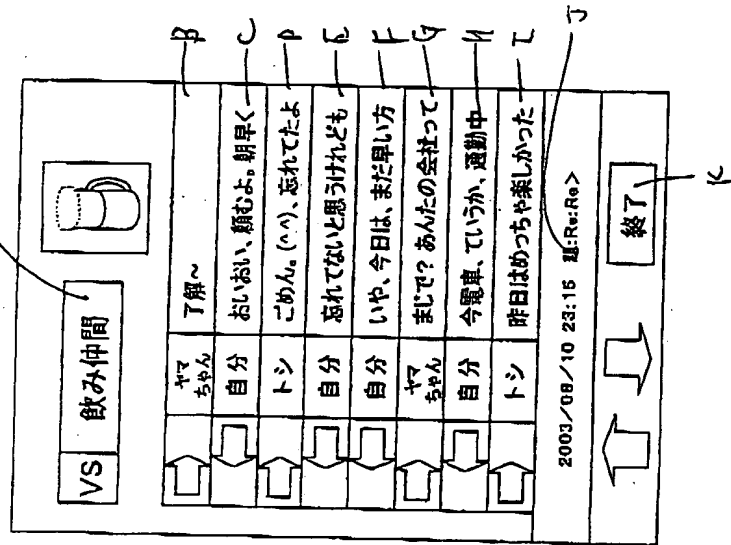 VS 飲み仲間
ヤマちゃん 了解~ B
自分 おいおい、頼むよ。朝早く C
トシ ごめん。(^^)、忘れてたよ D
自分 忘れてないと思うけれども E
自分 いや、今日は、まだ早い方 F
ヤマちゃん まじで?あんたの会社って G
自分 今電車、ていうか、通勤中 H
トシ 昨日はめっちゃ楽しかった I
2003/08/10 23:15 題:Re:Re> J
終了 K